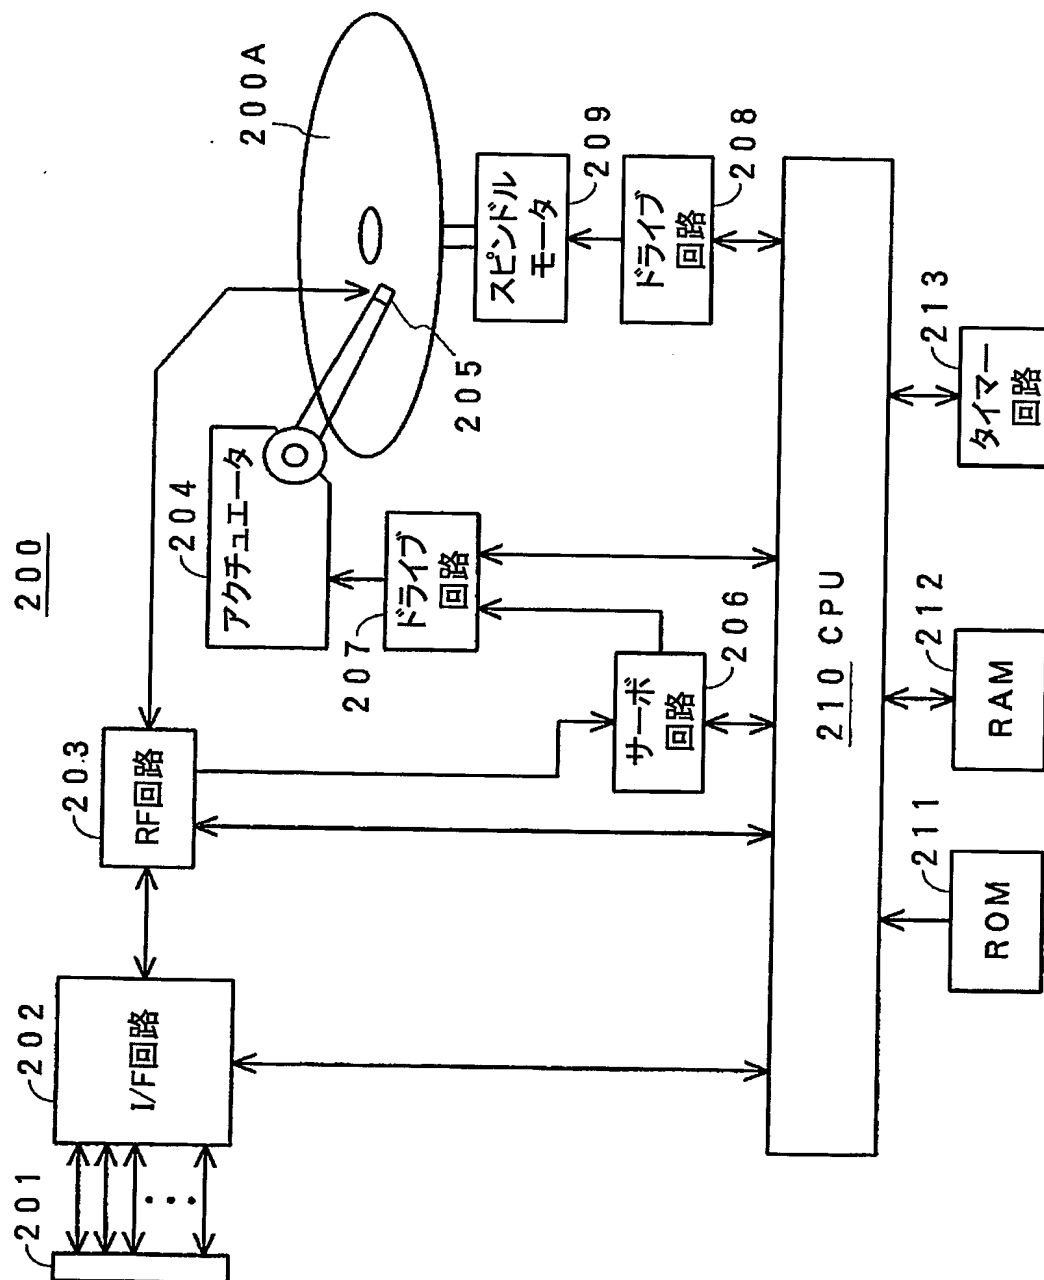 200
201
202
I/F回路
203
RF回路
204
アクチュエータ
200A
205
207
ドライブ
回路
スピンドル
モータ
209
206
サーボ
回路
ドライブ
回路
208
210 CPU
211
ROM
212
RAM
213
タイマー
回路